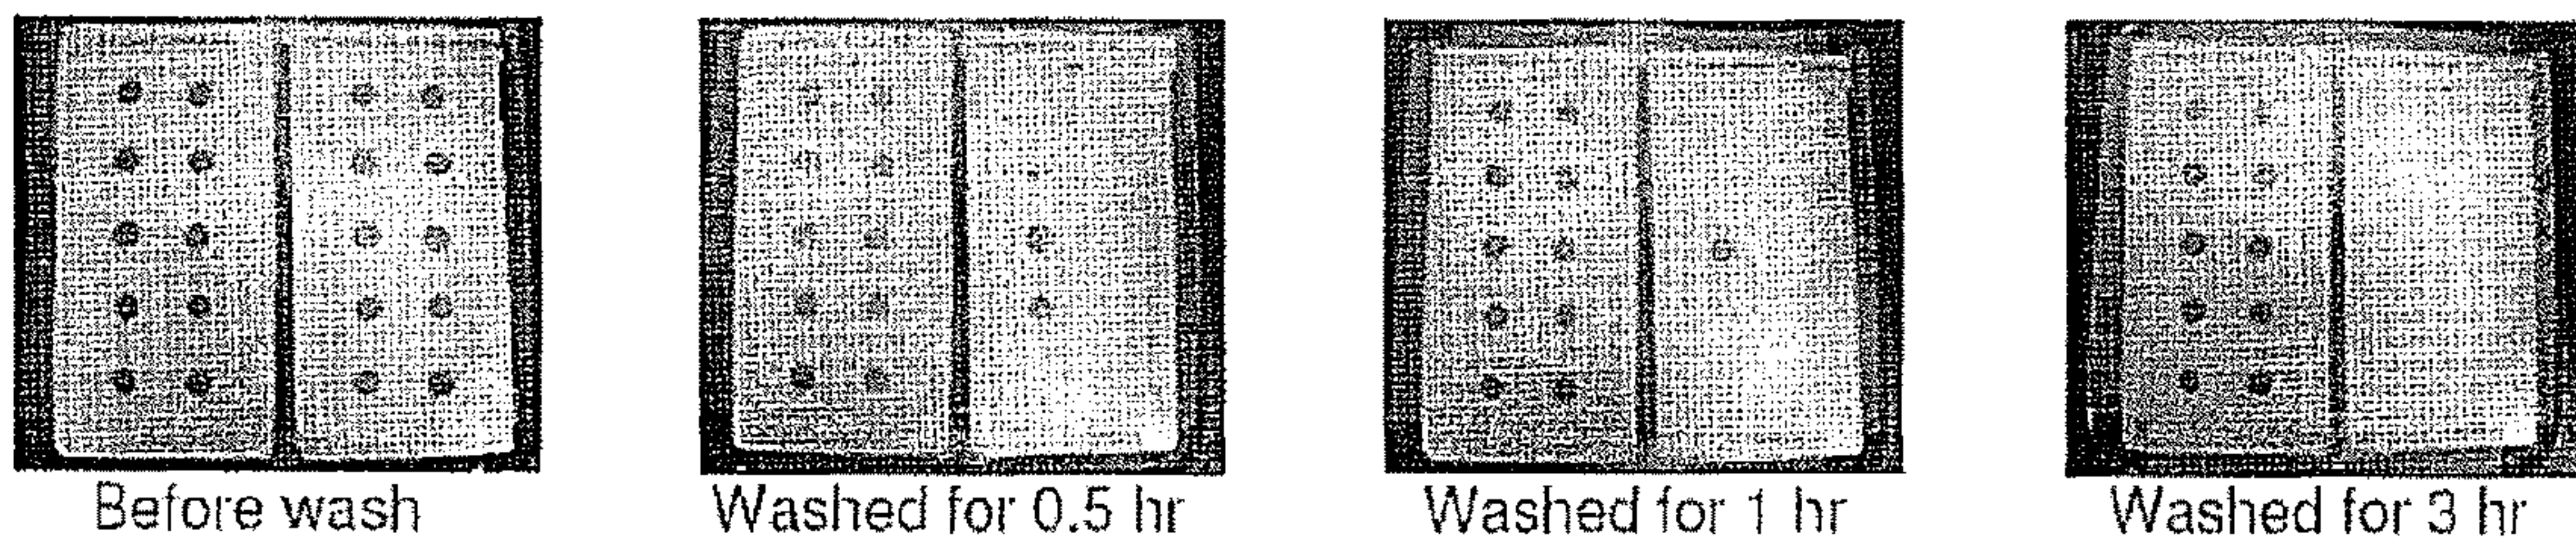 Before wash
Washed for 0.5 hr
Washed for 1 hr
Washed for 3 hr